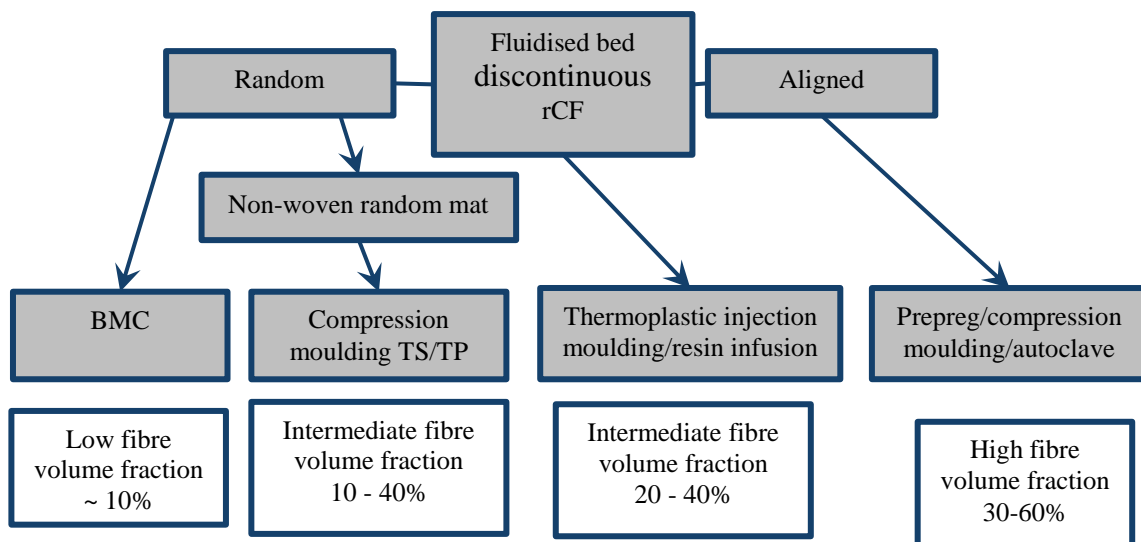 Fluidised bed
discontinuous
rCF
Random
Aligned
Non-woven random mat
BMC
Compression
moulding TS/TP
Thermoplastic injection
moulding/resin infusion
Prepreg/compression
moulding/autoclave
Low fibre
volume fraction
~ 10%
Intermediate fibre
volume fraction
10 - 40%
Intermediate fibre
volume fraction
20 - 40%
High fibre
volume fraction
30-60%